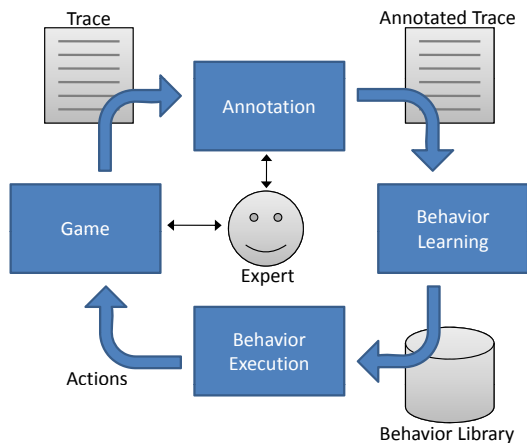 Trace
Annotated Trace
Annotation
Game
Behavior
Learning
Expert
Behavior
Execution
Actions
Behavior Library